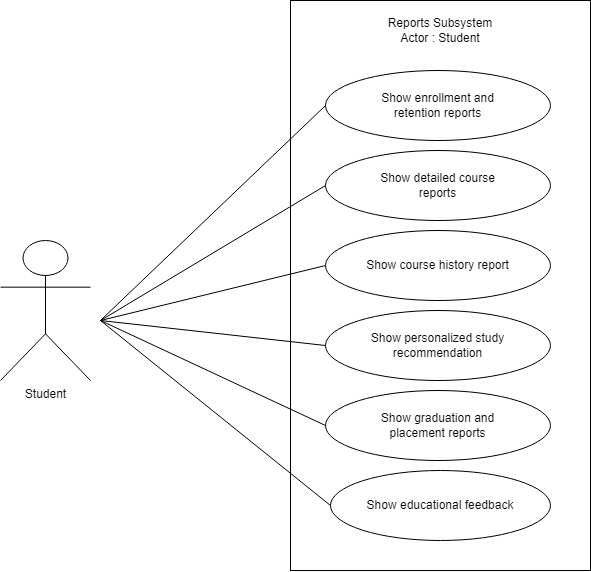 Reports Subsystem
Actor : Student
Show enrollment and
retention reports
Show detailed course
reports
Show course history report
Show personalized study
recommendation
Student
Show graduation and
placement reports
Show educational feedback